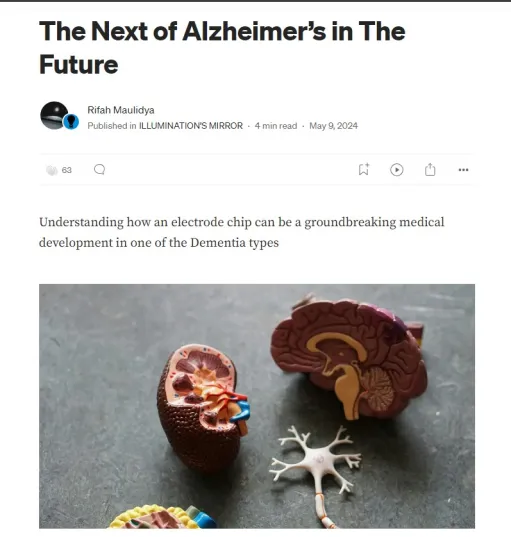 The Next of Alzheimer’s in The
Future
Rifah Maulidya
Published in ILLUMINATION'S MIRROR · 4 min read · May 9, 2024
63
Understanding how an electrode chip can be a groundbreaking medical
development in one of the Dementia types